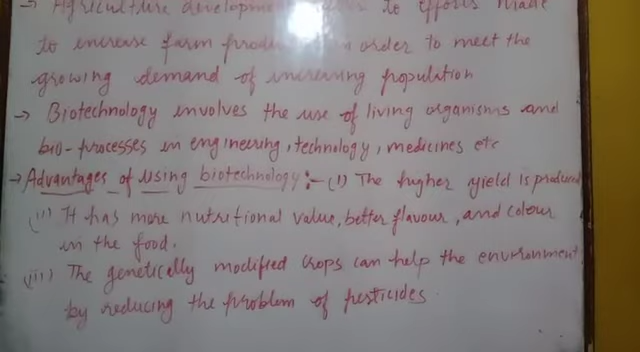 → Agriculture development to efforts made
to increase farm in order to meet the
growing demand of increasing population
→ Biotechnology involves the use of living organisms and
bio-processes in engineering, technology, medicines etc
→ Advantages of using biotechnology :- (i) The higher yield is produced
(ii) It has more nutritional value, better flavour, and colour
in the food.
(iii) The genetically modified crops can help the environment
by reducing the problem of pesticides.